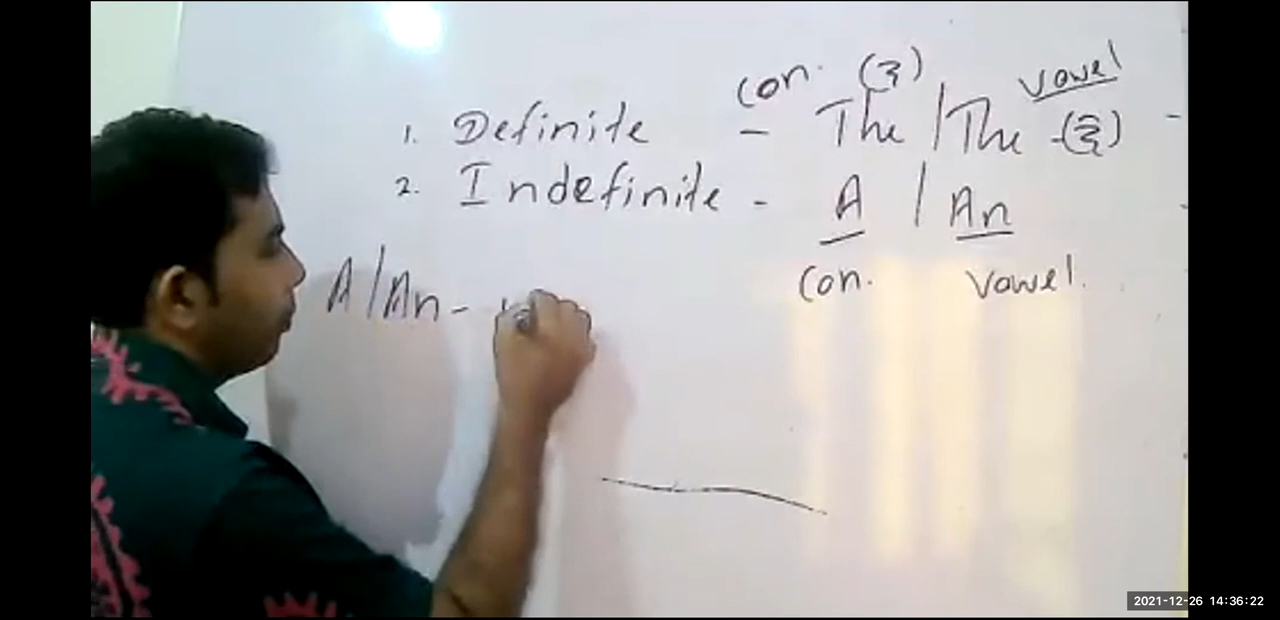 con. (ই) vowel
1. Definite - The / The -(ঈ) -
2. Indefinite - A / An -
Con. vowel.
A/An -
2021-12-26 14:36:22